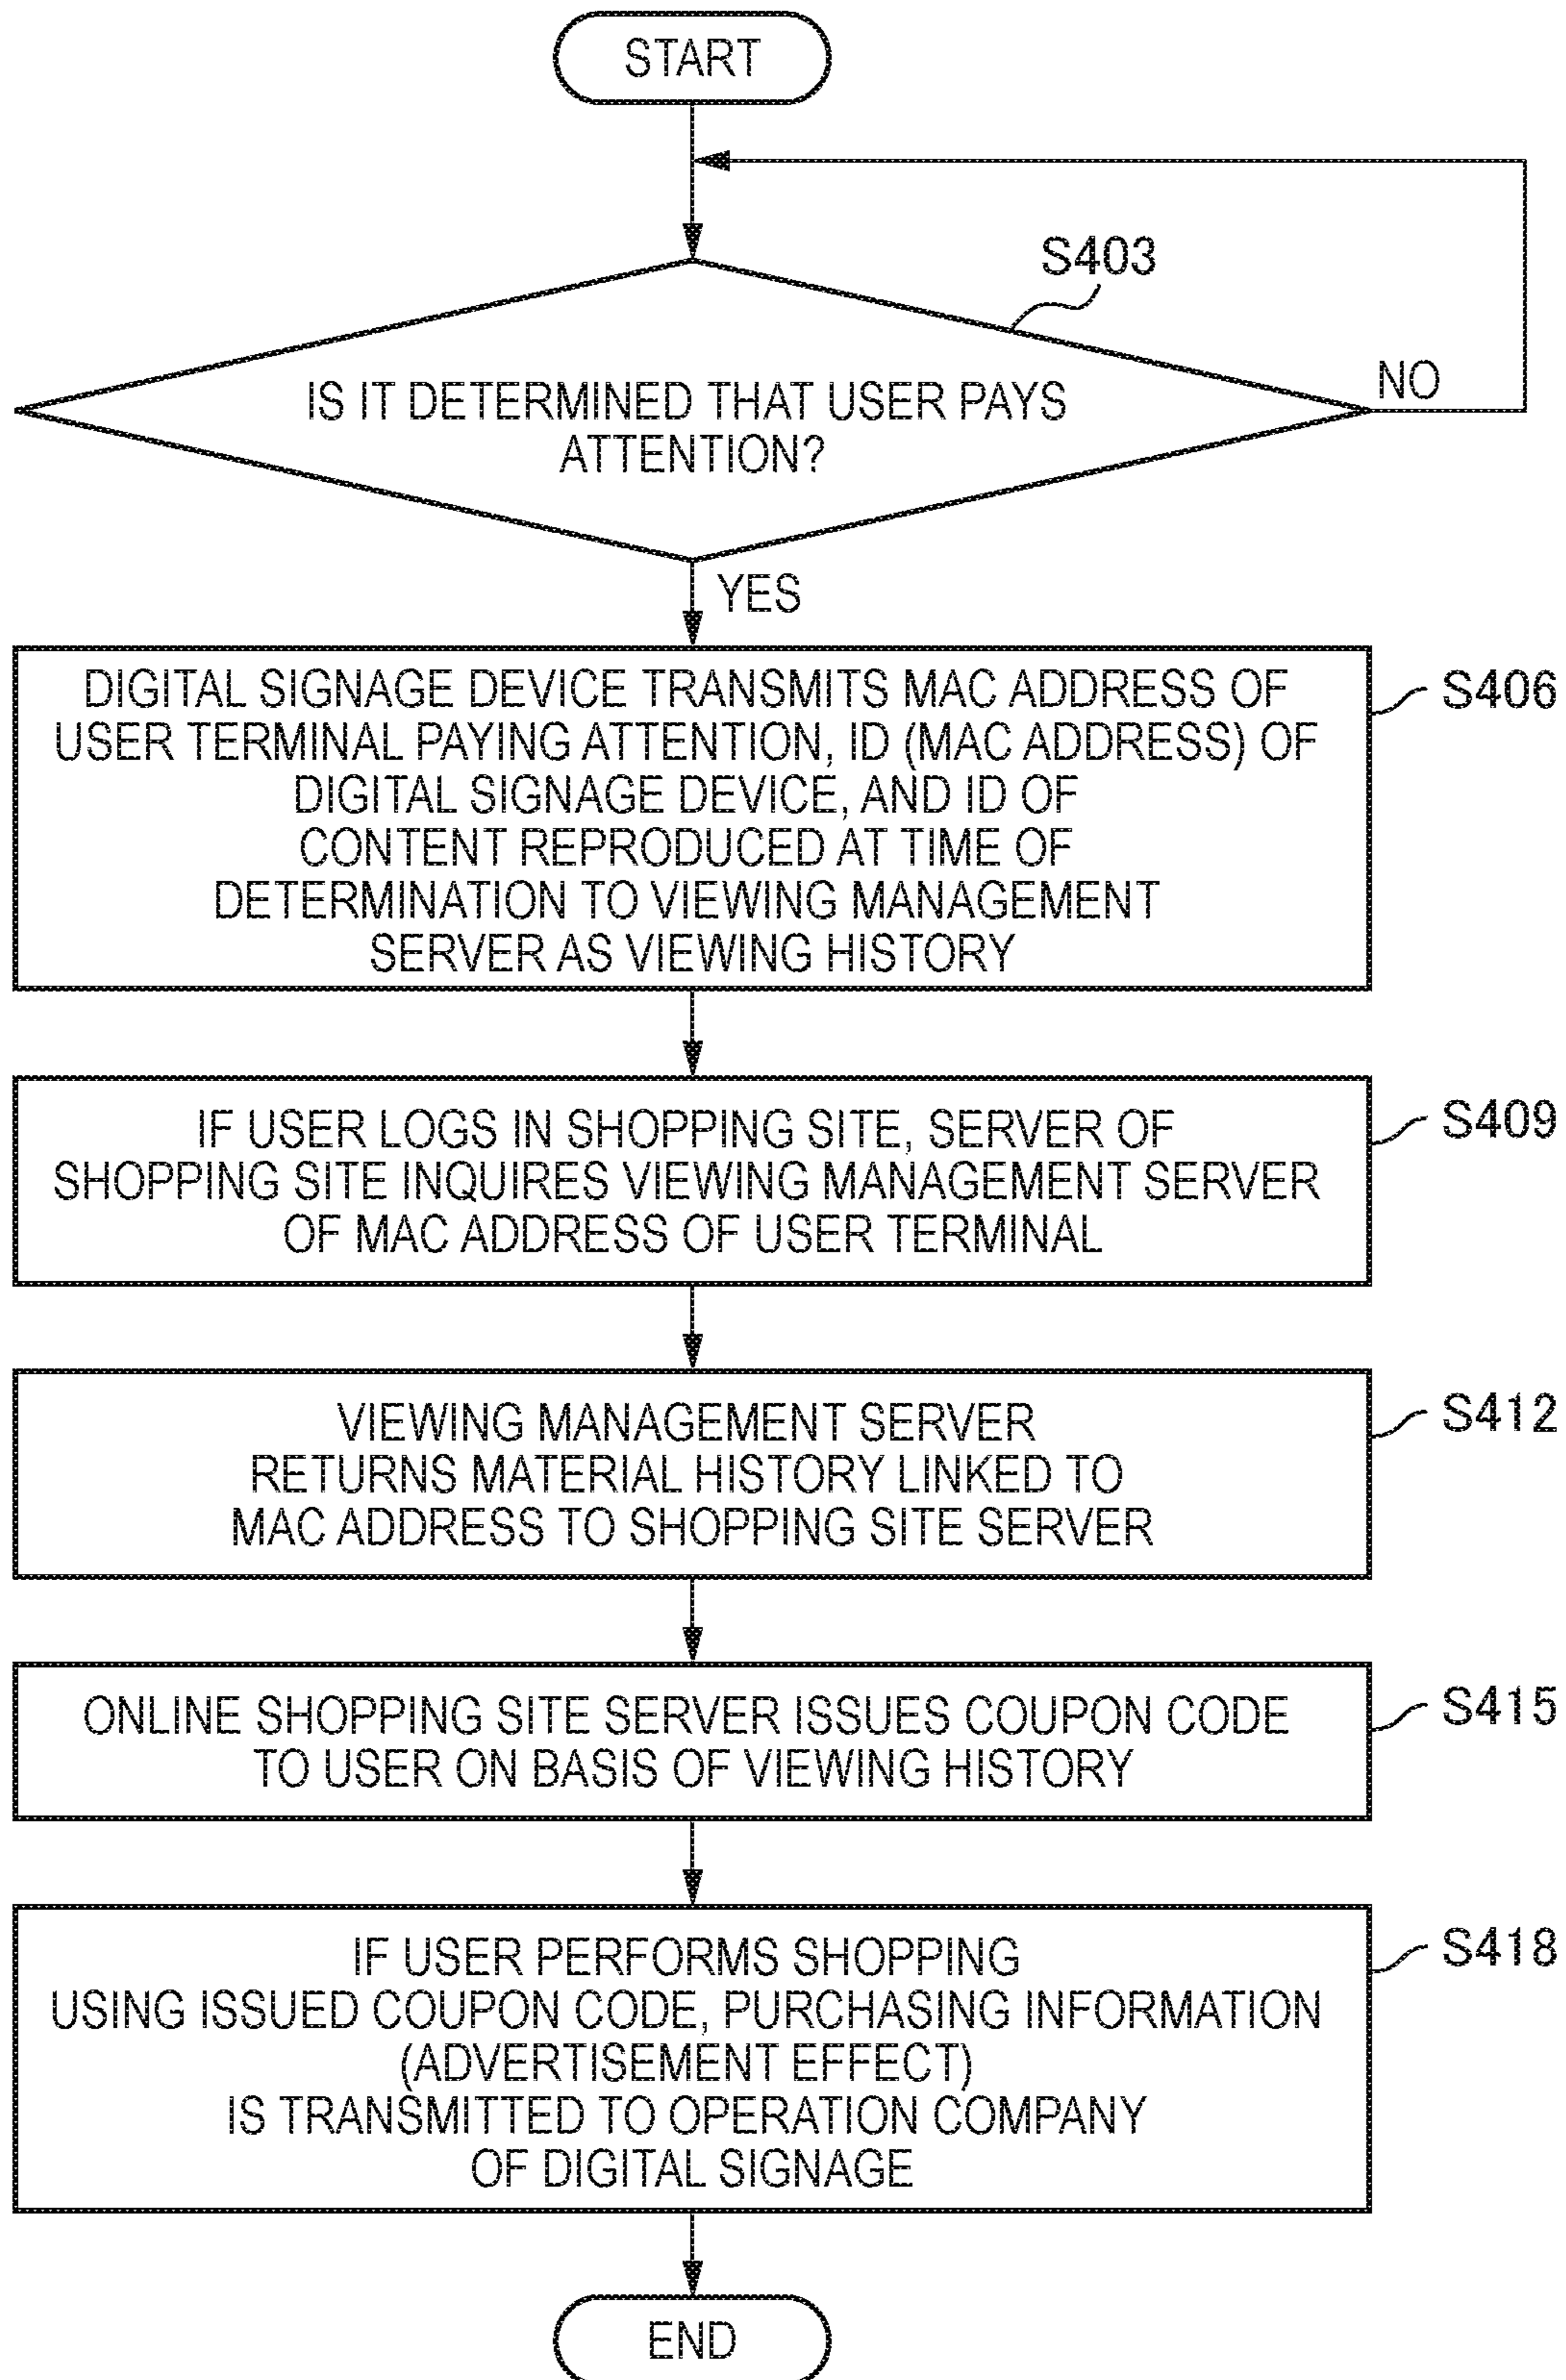 START
S403
IS IT DETERMINED THAT USER PAYS
ATTENTION?
NO
YES
DIGITAL SIGNAGE DEVICE TRANSMITS MAC ADDRESS OF
USER TERMINAL PAYING ATTENTION, ID (MAC ADDRESS) OF
DIGITAL SIGNAGE DEVICE, AND ID OF
CONTENT REPRODUCED AT TIME OF
DETERMINATION TO VIEWING MANAGEMENT
SERVER AS VIEWING HISTORY
S406
IF USER LOGS IN SHOPPING SITE, SERVER OF
SHOPPING SITE INQUIRES VIEWING MANAGEMENT SERVER
OF MAC ADDRESS OF USER TERMINAL
S409
VIEWING MANAGEMENT SERVER
RETURNS MATERIAL HISTORY LINKED TO
MAC ADDRESS TO SHOPPING SITE SERVER
S412
ONLINE SHOPPING SITE SERVER ISSUES COUPON CODE
TO USER ON BASIS OF VIEWING HISTORY
S415
IF USER PERFORMS SHOPPING
USING ISSUED COUPON CODE, PURCHASING INFORMATION
(ADVERTISEMENT EFFECT)
IS TRANSMITTED TO OPERATION COMPANY
OF DIGITAL SIGNAGE
S418
END